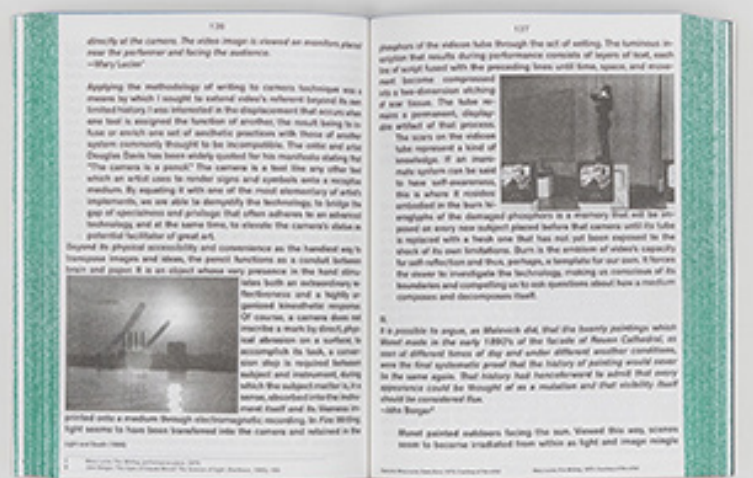 136
directly at the camera. The video image is viewed on monitors placed
near the performer and facing the audience.
—Mary Lucier
Applying the methodology of writing to camera technique was a
means by which I sought to extend video's referent beyond its own
limited history. I was interested in the displacement that occurs when
one tool is assigned the function of another, the result being to
fuse or enrich one set of aesthetic practices with those of another
system commonly thought to be incompatible. The critic and artist
Douglas Davis has been widely quoted for his manifesto stating that
"The camera is a pencil." The camera is a tool like any other tool
which an artist uses to render signs and symbols onto a receptive
medium. By equating it with one of the most elementary of artist's
implements, we are able to demystify the technology, to bridge the
gap of specialness and privilege that often adheres to an advanced
technology, and at the same time, to elevate the camera's status as
potential facilitator of great art.
Beyond its physical accessibility and convenience as the handiest way to
transpose images and ideas, the pencil functions as a conduit between
brain and paper. It is an object whose very presence in the hand stimu-
lates both an extraordinary
flectiveness and a highly or-
ganized kinesthetic response.
Of course, a camera does not
inscribe a mark by direct, phys-
ical abrasion on a surface; to
accomplish its task, a conver-
sion step is required between
subject and instrument, during
which the subject matter is, in a
sense, absorbed into the instru-
ment itself and its likeness im-
printed onto a medium through electromagnetic recording. In Fire Writing
light seems to have been transferred into the camera and retained in the
137
phosphors of the vidicon tube through the act of writing. The luminous in-
scription that results during performance consists of layers of text, each
line of script fused with the preceding lines until time, space, and move-
ment become compressed
into a two-dimension etching
of scar tissue. The tube re-
mains a permanent, display-
able artifact of that process.
The scars on the vidicon
tube represent a kind of
knowledge. If an inani-
mate system can be said
to have self-awareness,
this is where it resides:
embodied in the burn
of the damaged phosphors is a memory that will be im-
posed on every new subject placed before that camera until its tube
is replaced with a fresh one that has not yet been exposed to the
shock of its own limitations. Burn is the emblem of video's capacity
for self-reflection and thus, perhaps, a template for our own. It forces
the viewer to investigate the technology, making us conscious of its
boundaries and compelling us to ask questions about how a medium
composes and decomposes itself.
II.
It is possible to argue, as Malevich did, that the twenty paintings which
Monet made in the early 1890's of the facade of Rouen Cathedral, as
seen at different times of day and under different weather conditions,
were the final systematic proof that the history of painting would never
be the same again. That history had henceforward to admit that every
appearance could be thought of as a mutation and that visibility itself
should be considered flux.
—John Berger
Monet painted outdoors facing the sun. Viewed this way, scenes
seem to become irradiated from within as light and image mingle